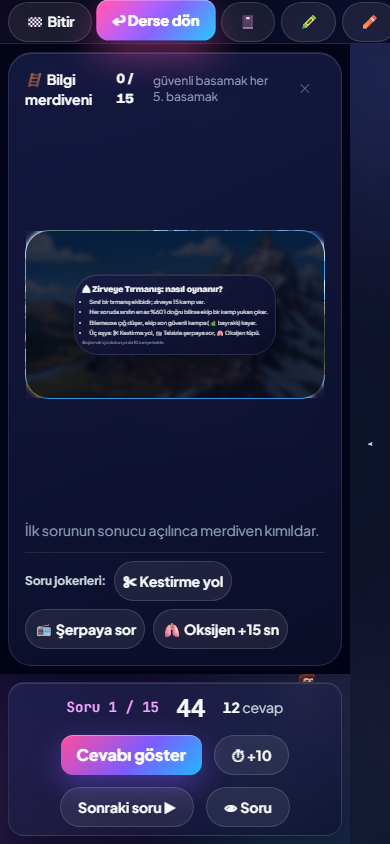 Bitir
Derse dön
Bilgi merdiveni
0 / 15
güvenli basamak her 5. basamak
×
Zirveye Tırmanış: nasıl oynanır?
Sınıf bir tırmanış ekibidir; zirveye 15 kamp var.
Her soruda sınıfın en az %60'ı doğru bilirse ekip bir kamp yukarı çıkar.
Bilemezse çığ düşer, ekip son güvenli kampa kayar.
Üç eşya: Kestirme yol, Telsizle şerpaya sor, Oksijen tüpü.
İlk sorunun sonucu açılınca merdiven kımıldar.
Soru jokerleri:
Kestirme yol
Şerpaya sor
Oksijen +15 sn
Soru 1 / 15
44
12 cevap
Cevabı göster
+10
Sonraki soru ▶
Soru